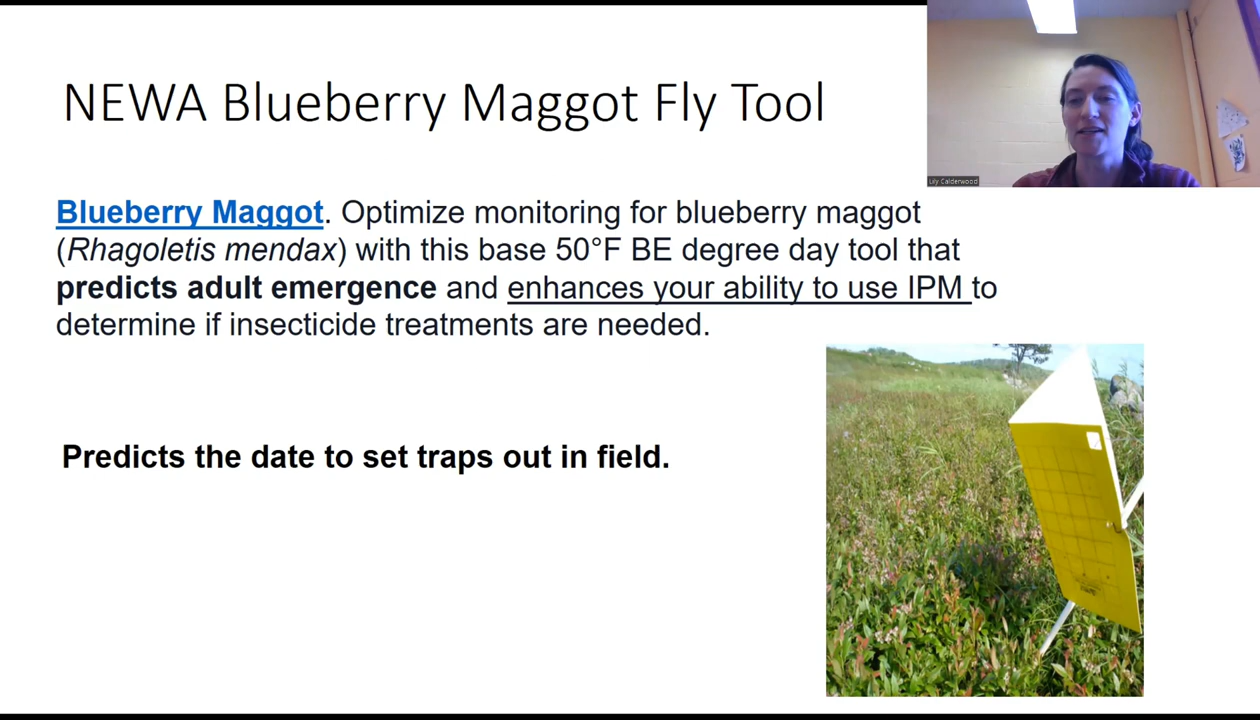 NEWA Blueberry Maggot Fly Tool
Lily Calderwood
Blueberry Maggot. Optimize monitoring for blueberry maggot
(Rhagoletis mendax) with this base 50°F BE degree day tool that
predicts adult emergence and enhances your ability to use IPM to
determine if insecticide treatments are needed.
Predicts the date to set traps out in field.